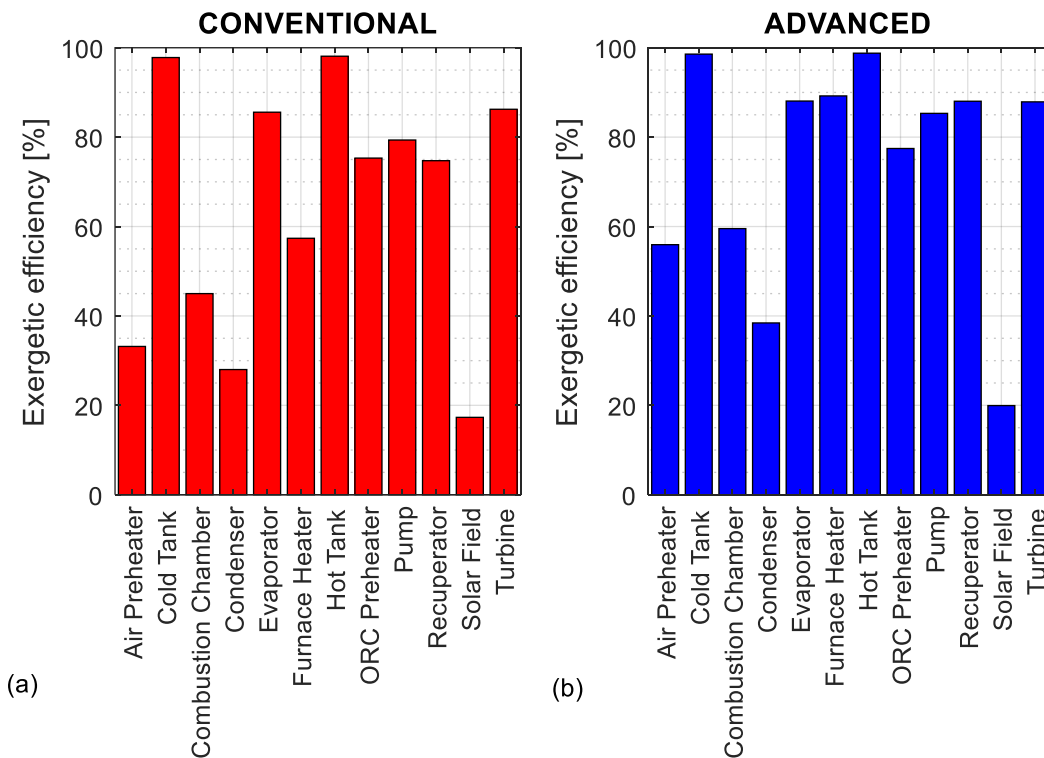 CONVENTIONAL
Exergetic efficiency [%]
100
80
60
40
20
0
Air Preheater
Cold Tank
Combustion Chamber
Condenser
Evaporator
Furnace Heater
Hot Tank
ORC Preheater
Pump
Recuperator
Solar Field
Turbine
(a)
ADVANCED
Exergetic efficiency [%]
100
80
60
40
20
0
Air Preheater
Cold Tank
Combustion Chamber
Condenser
Evaporator
Furnace Heater
Hot Tank
ORC Preheater
Pump
Recuperator
Solar Field
Turbine
(b)